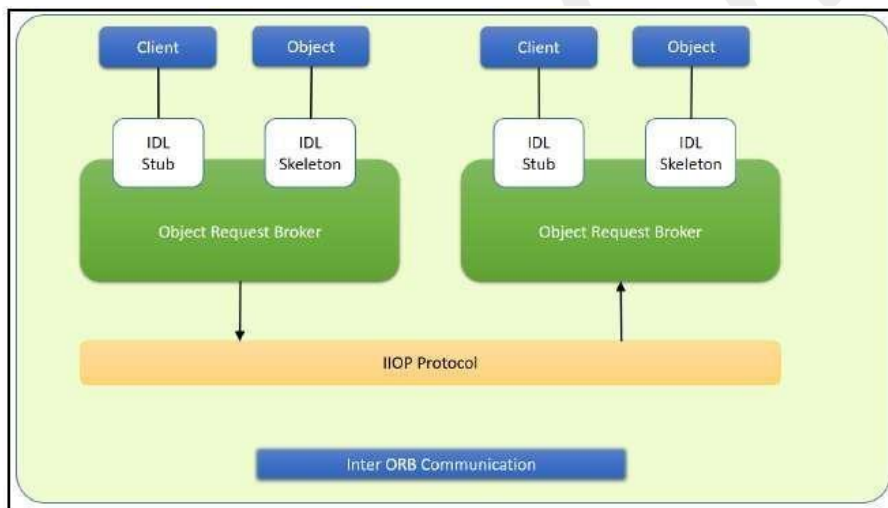 Client
Object
Client
Object
IDL
Stub
IDL
Skeleton
IDL
Stub
IDL
Skeleton
Object Request Broker
Object Request Broker
IIOP Protocol
Inter ORB Communication